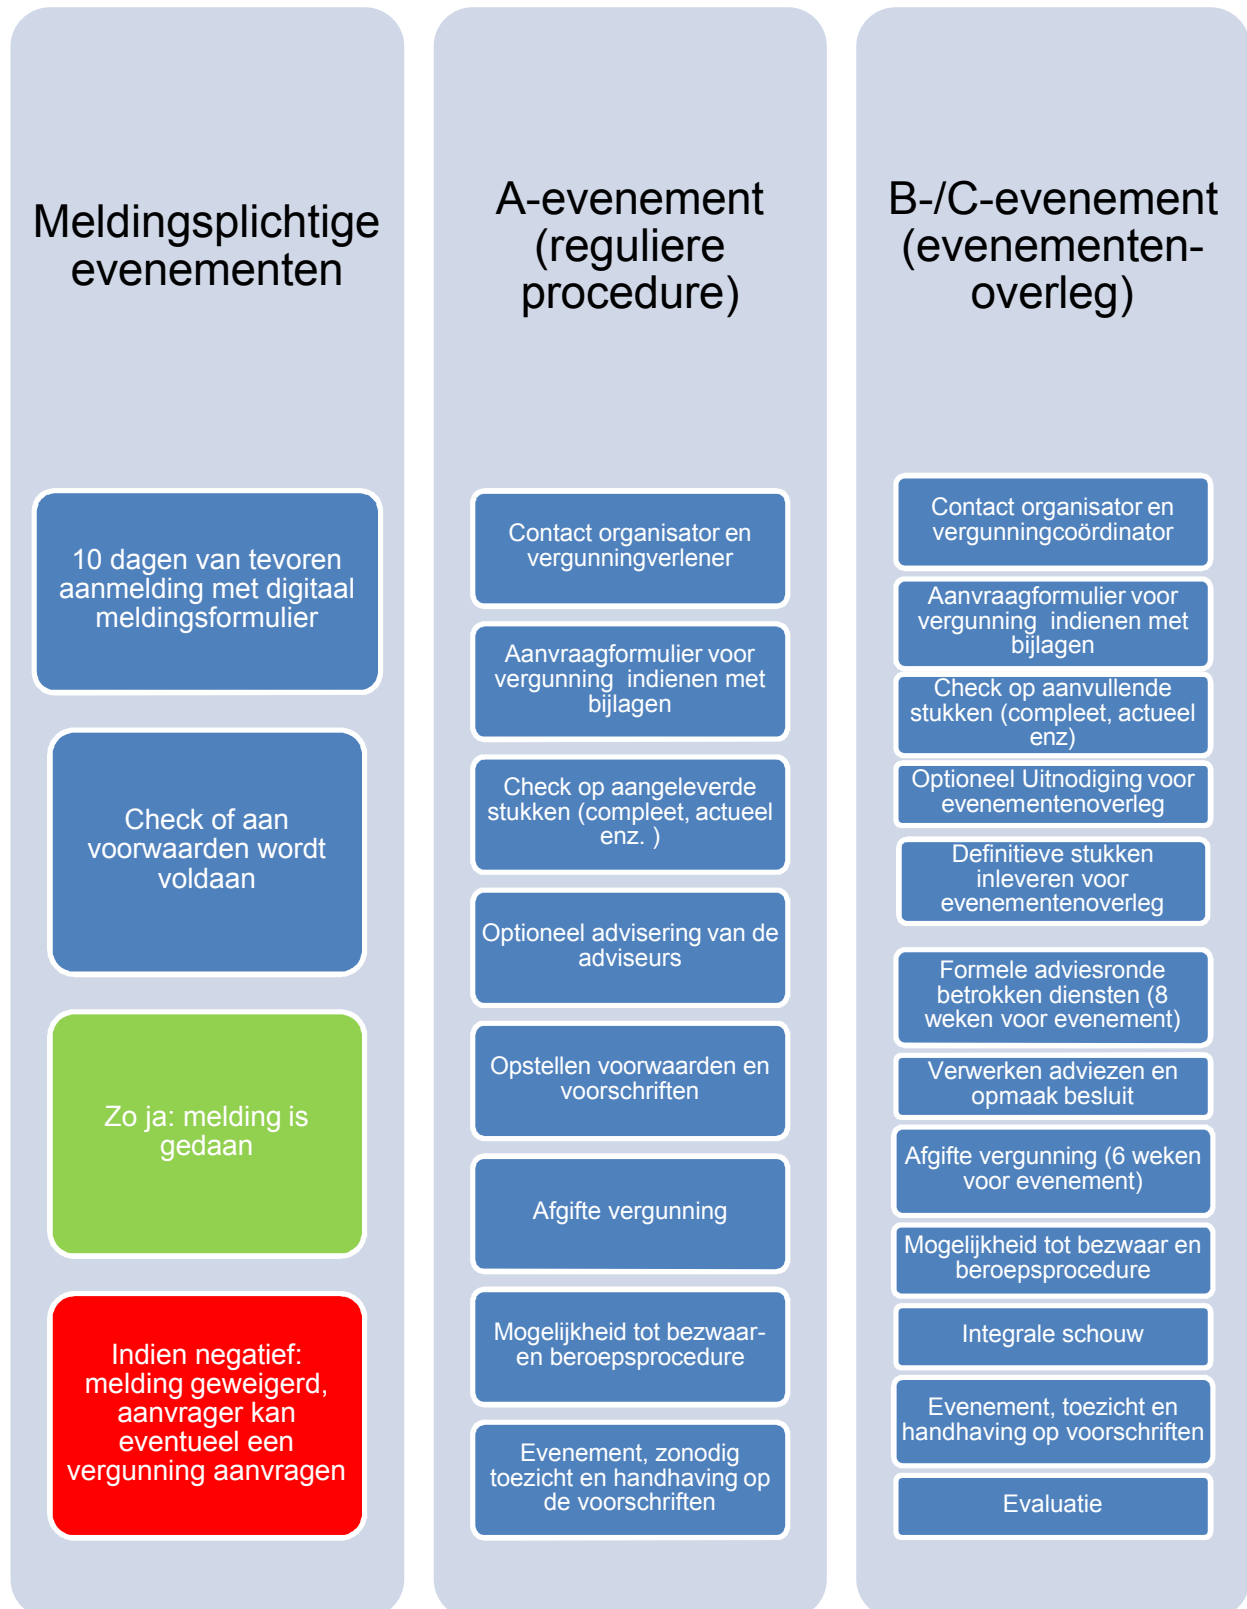 Meldingsplichtige
evenementen
10 dagen van tevoren
aanmelding met digitaal
meldingsformulier
Check of aan
voorwaarden wordt
voldaan
Zo ja: melding is
gedaan
Indien negatief:
melding geweigerd,
aanvrager kan
eventueel een
vergunning aanvragen
A-evenement
(reguliere
procedure)
Contact organisator en
vergunningverlener
Aanvraagformulier voor
vergunning  indienen met
bijlagen
Check op aangeleverde
stukken (compleet, actueel
enz. )
Optioneel advisering van de
adviseurs
Opstellen voorwaarden en
voorschriften
Afgifte vergunning
Mogelijkheid tot bezwaar-
en beroepsprocedure
Evenement, zonodig
toezicht en handhaving op
de voorschriften
B-/C-evenement
(evenementen-
overleg)
Contact organisator en
vergunningcoördinator
Aanvraagformulier voor
vergunning  indienen met
bijlagen
Check op aanvullende
stukken (compleet, actueel
enz)
Optioneel Uitnodiging voor
evenementenoverleg
Definitieve stukken
inleveren voor
evenementenoverleg
Formele adviesronde
betrokken diensten (8
weken voor evenement)
Verwerken adviezen en
opmaak besluit
Afgifte vergunning (6 weken
voor evenement)
Mogelijkheid tot bezwaar en
beroepsprocedure
Integrale schouw
Evenement, toezicht en
handhaving op voorschriften
Evaluatie